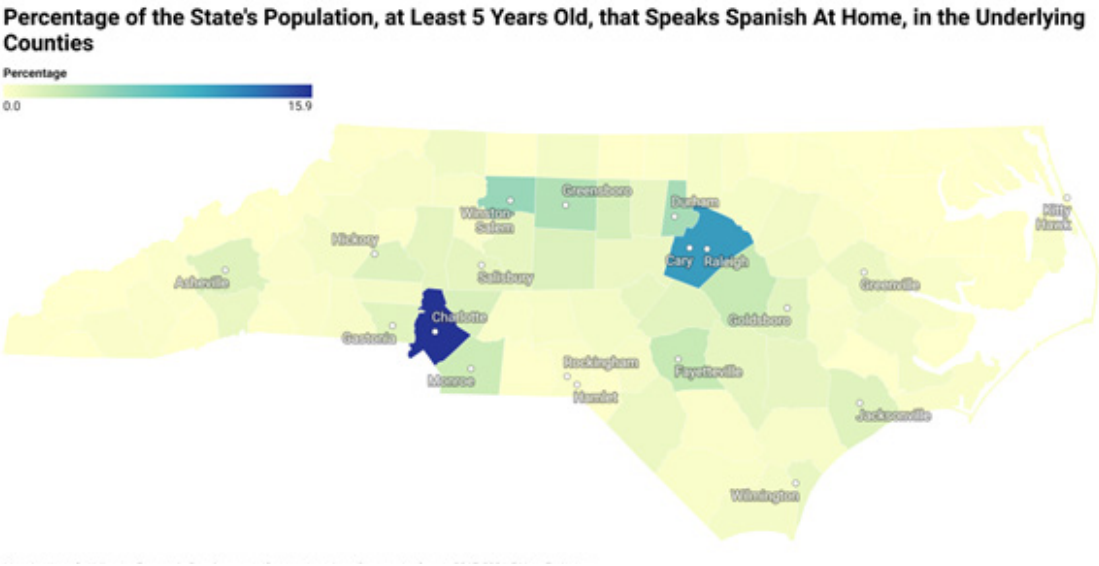 Percentage of the State's Population, at Least 5 Years Old, that Speaks Spanish At Home, in the Underlying
Counties
Percentage
0.0
15.9
Greensboro
Winston-
Salem
Durham
Kitty
Hawk
Hickory
Cary
Raleigh
Asheville
Salisbury
Greenville
Charlotte
Goldsboro
Gastonia
Rockingham
Monroe
Fayetteville
Hamlet
Jacksonville
Wilmington